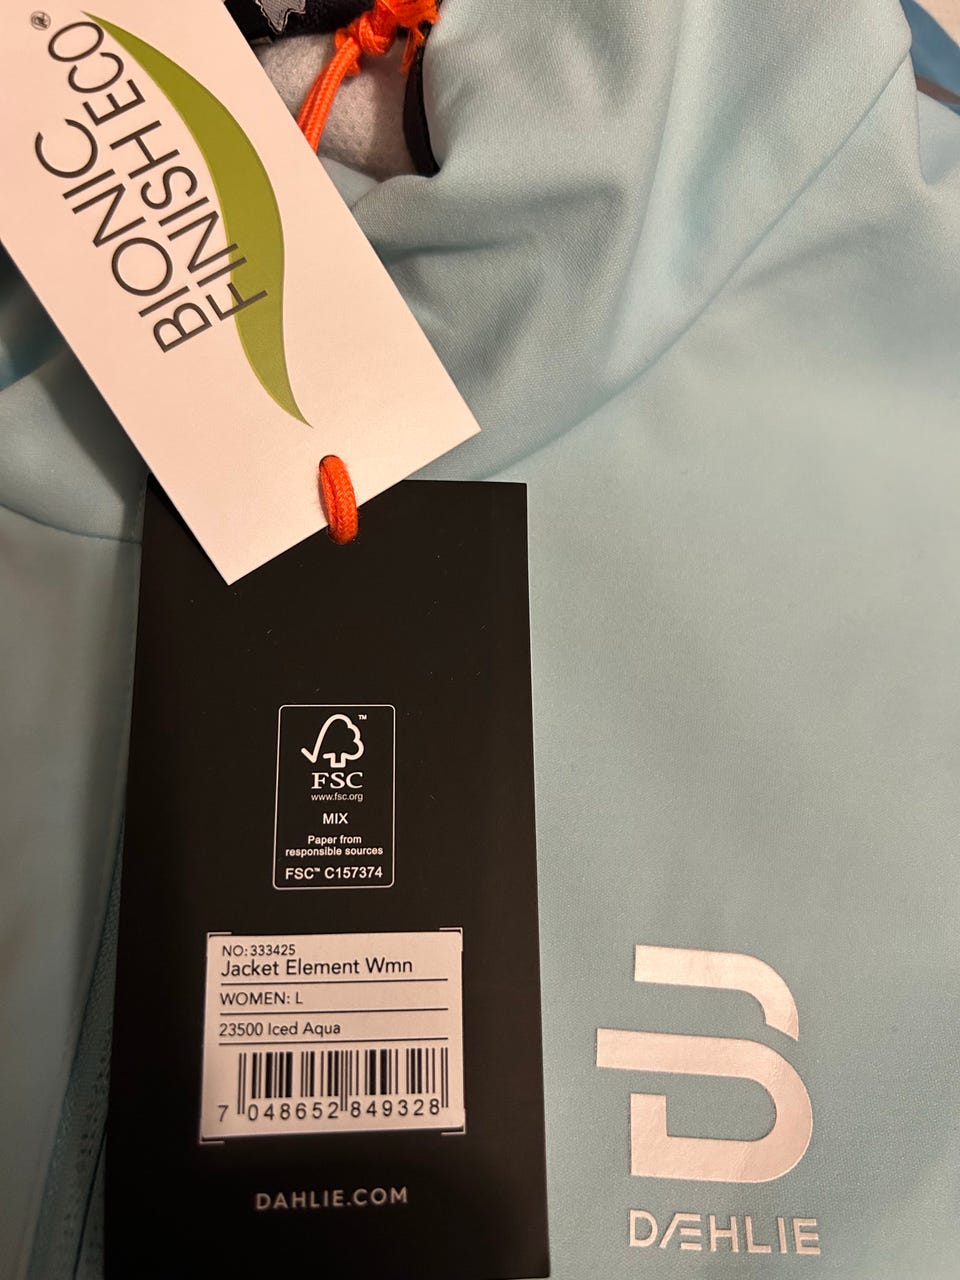 BIONIC
FINISH ECO®
FSC™
www.fsc.org
MIX
Paper from
responsible sources
FSC™ C157374
NO: 333425
Jacket Element Wmn
WOMEN: L
23500 Iced Aqua
7 048652 849328
DAHLIE.COM
DÆHLIE